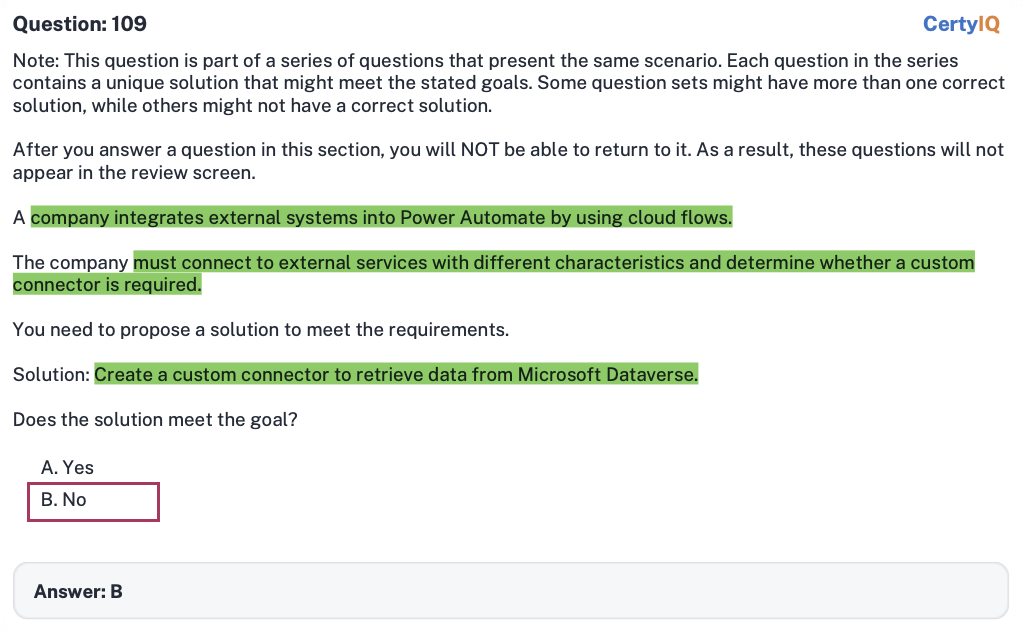 Question: 109
CertyIQ
Note: This question is part of a series of questions that present the same scenario. Each question in the series
contains a unique solution that might meet the stated goals. Some question sets might have more than one correct
solution, while others might not have a correct solution.
After you answer a question in this section, you will NOT be able to return to it. As a result, these questions will not
appear in the review screen.
A company integrates external systems into Power Automate by using cloud flows.
The company must connect to external services with different characteristics and determine whether a custom
connector is required.
You need to propose a solution to meet the requirements.
Solution: Create a custom connector to retrieve data from Microsoft Dataverse.
Does the solution meet the goal?
A. Yes
B. No
Answer: B